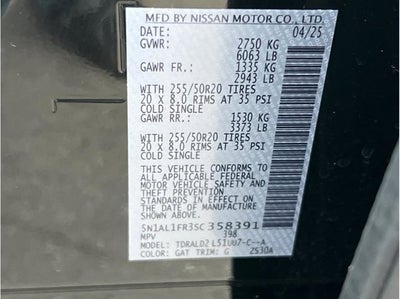 MFD BY NISSAN MOTOR CO., LTD.
DATE: 04/25
GVWR: 2750 KG
6063 LB
GAWR FR.: 1335 KG
2943 LB
WITH 255/50R20 TIRES
20 x 8.0 RIMS AT 35 PSI
COLD SINGLE
GAWR RR.: 1530 KG
3373 LB
WITH 255/50R20 TIRES
20 x 8.0 RIMS AT 35 PSI
COLD SINGLE
THIS VEHICLE CONFORMS TO
ALL APPLICABLE FEDERAL
MOTOR VEHICLE SAFETY
STANDARDS IN EFFECT ON
THE DATE OF MANUFACTURE
SHOWN ABOVE.
5N1AL1FR3SC358391
MPV 398
MODEL: TDRALD2 L51UU7-C--A
COLOR: GAT TRIM: G 2530A